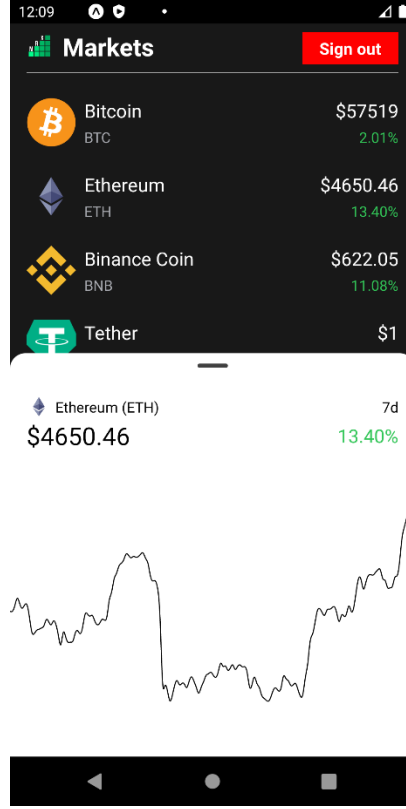 12:09
Markets
Sign out
Bitcoin $57519
BTC 2.01%
Ethereum $4650.46
ETH 13.40%
Binance Coin $622.05
BNB 11.08%
Tether $1
Ethereum (ETH) 7d
$4650.46 13.40%